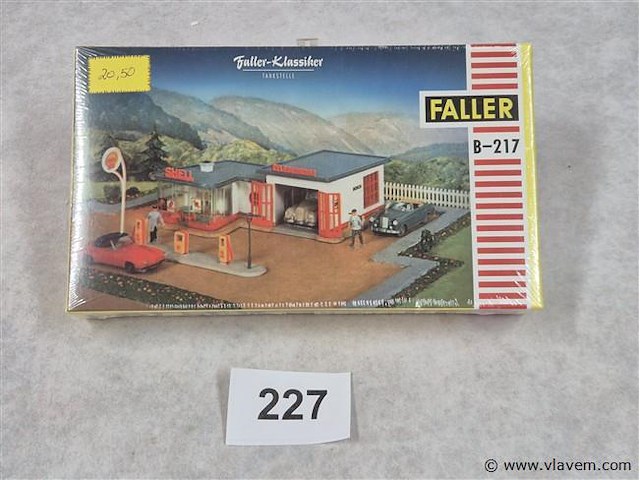 20,50
Faller-Klassiker
TANKSTELLE
FALLER
B-217
SHELL
227
© www.vlavem.com